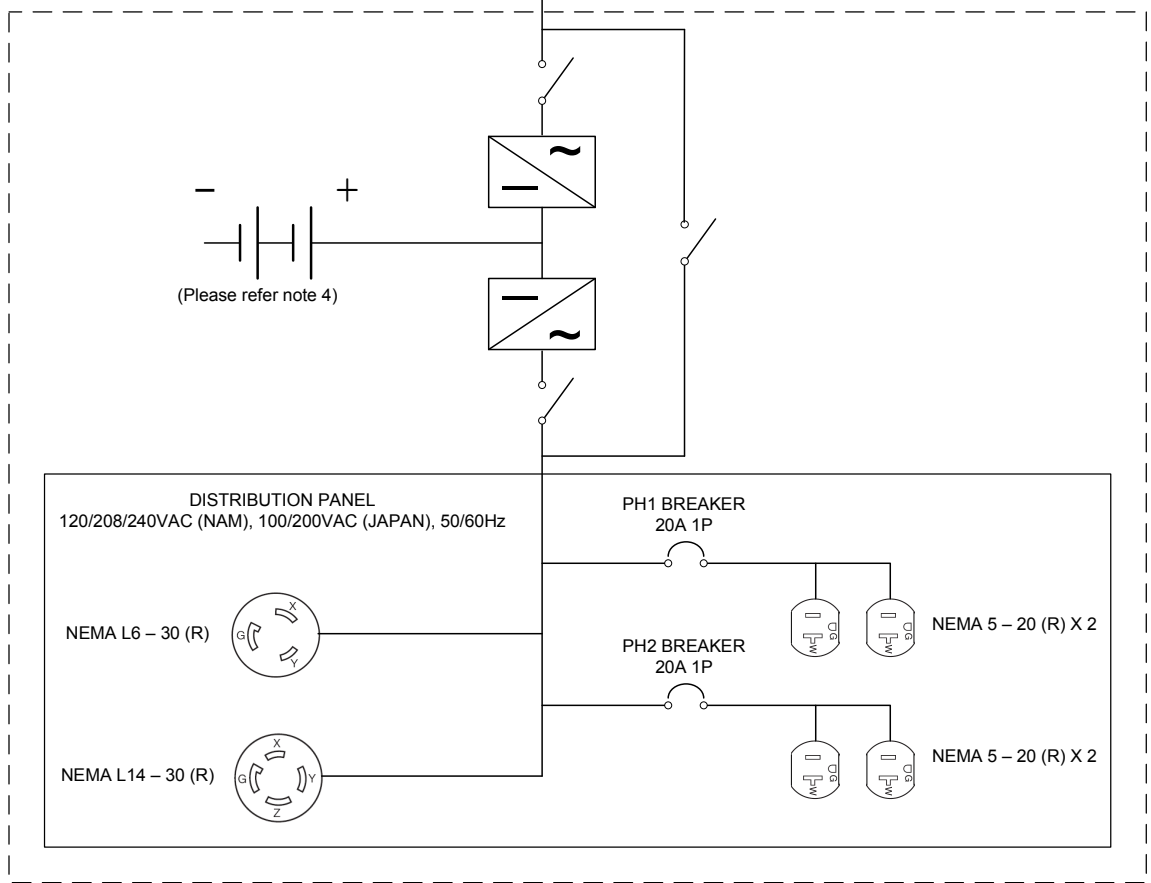 − +
(Please refer note 4)
DISTRIBUTION PANEL
120/208/240VAC (NAM), 100/200VAC (JAPAN), 50/60Hz
PH1 BREAKER
20A 1P
NEMA L6 – 30 (R)
X
G
Y
G
W
G
W
NEMA 5 – 20 (R) X 2
PH2 BREAKER
20A 1P
NEMA L14 – 30 (R)
X
G
Y
Z
G
W
G
W
NEMA 5 – 20 (R) X 2